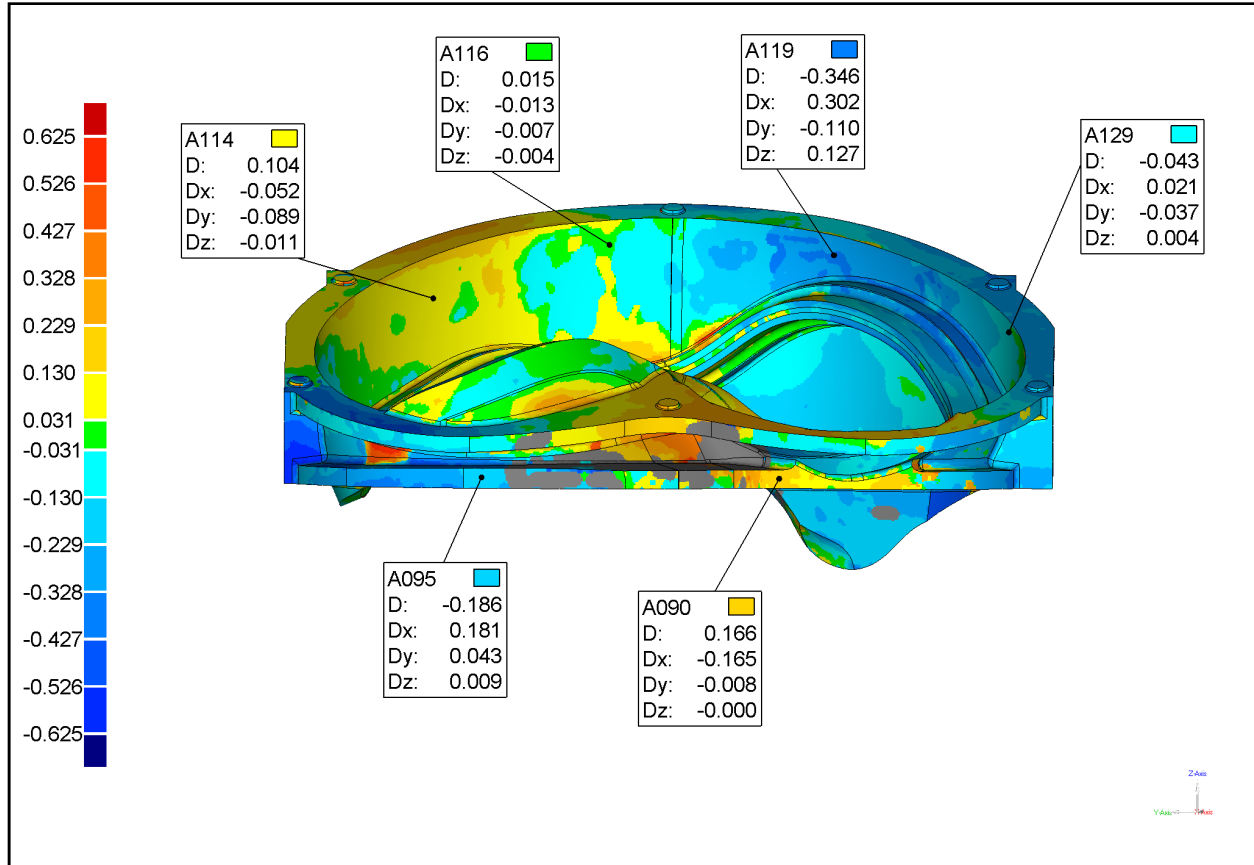 A116
D: 0.015
Dx: -0.013
Dy: -0.007
Dz: -0.004
A119
D: -0.346
Dx: 0.302
Dy: -0.110
Dz: 0.127
A114
D: 0.104
Dx: -0.052
Dy: -0.089
Dz: -0.011
A129
D: -0.043
Dx: 0.021
Dy: -0.037
Dz: 0.004
0.625
0.526
0.427
0.328
0.229
0.130
0.031
-0.031
-0.130
-0.229
-0.328
-0.427
-0.526
-0.625
A095
D: -0.186
Dx: 0.181
Dy: 0.043
Dz: 0.009
A090
D: 0.166
Dx: -0.165
Dy: -0.008
Dz: -0.000
Z-Axis
Y-Axis